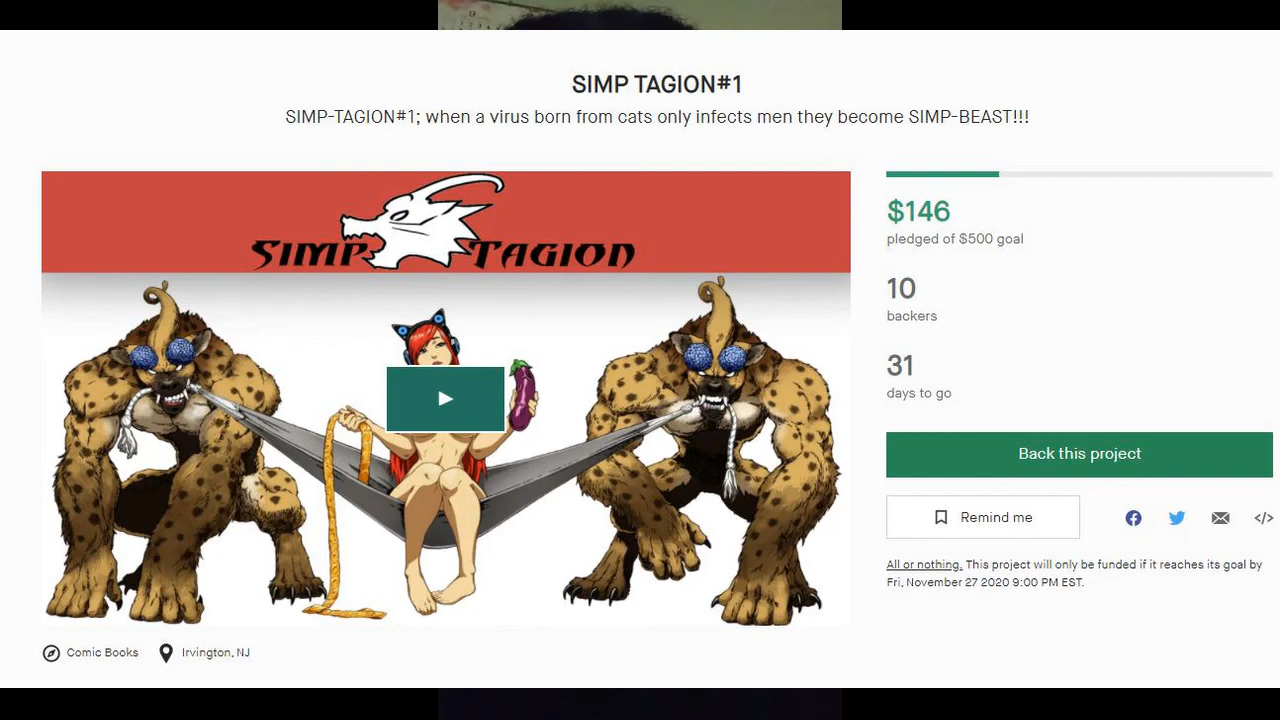 SIMP TAGION#1
SIMP-TAGION#1; when a virus born from cats only infects men they become SIMP-BEAST!!!
SIMP TAGION
$146
pledged of $500 goal
10
backers
31
days to go
Back this project
Remind me
All or nothing. This project will only be funded if it reaches its goal by
Fri, November 27 2020 9:00 PM EST.
Comic Books
Irvington, NJ